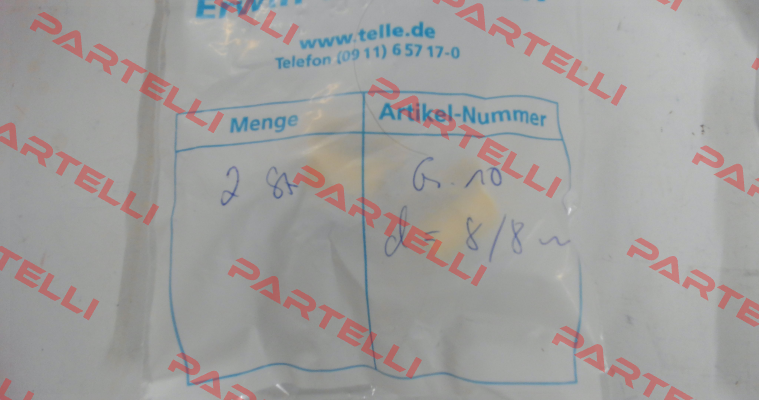 Erwin
www.telle.de
Telefon (09 11) 6 57 17-0
Menge Artikel-Nummer
2 St Gr. 10
d = 8/8 m
PARTELLI
PARTELLI
PARTELLI
PARTELLI
PARTELLI
PARTELLI
PARTELLI
PARTELLI
PARTELLI